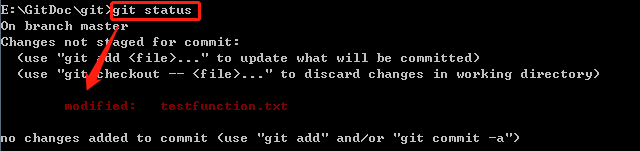 E:\GitDoc\git>git status
On branch master
Changes not staged for commit:
(use "git add <file>..." to update what will be committed)
(use "git checkout -- <file>..." to discard changes in working directory)
modified: testfunction.txt
no changes added to commit (use "git add" and/or "git commit -a")